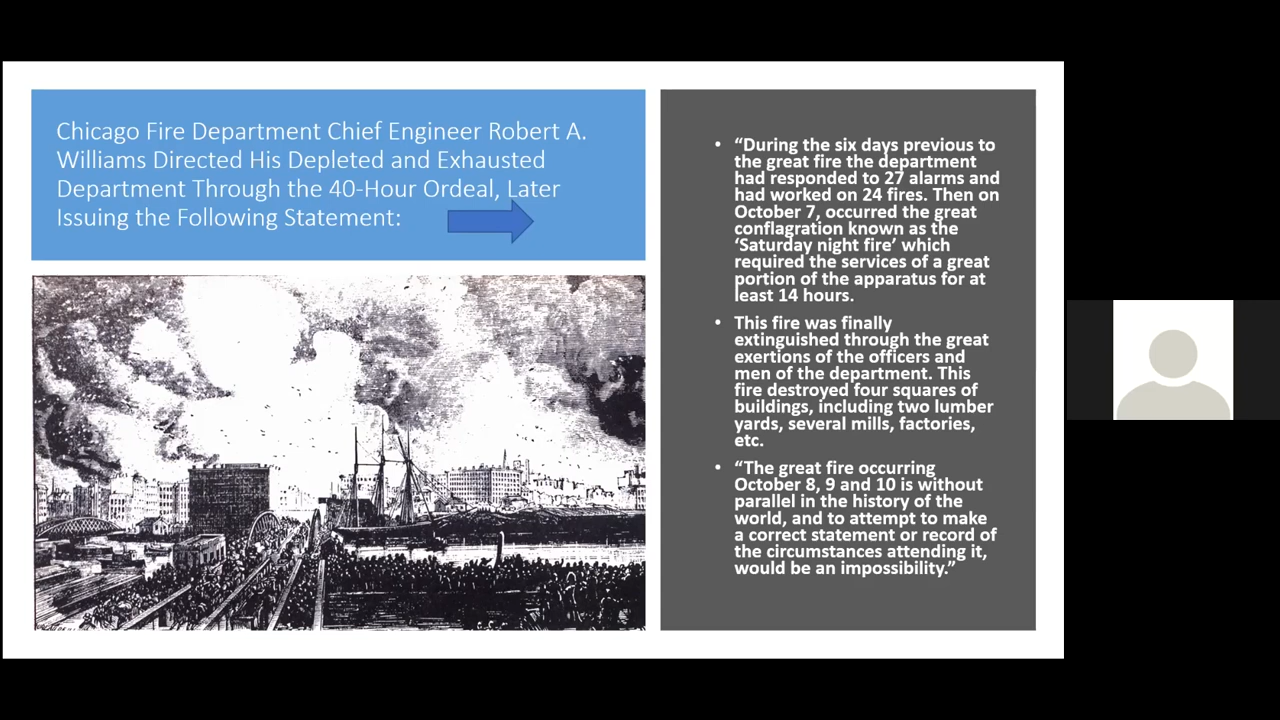 Chicago Fire Department Chief Engineer Robert A.
Williams Directed His Depleted and Exhausted
Department Through the 40-Hour Ordeal, Later
Issuing the Following Statement:
• “During the six days previous to
the great fire the department
had responded to 27 alarms and
had worked on 24 fires. Then on
October 7, occurred the great
conflagration known as the
‘Saturday night fire’ which
required the services of a great
portion of the apparatus for at
least 14 hours.
• This fire was finally
extinguished through the great
exertions of the officers and
men of the department. This
fire destroyed four squares of
buildings, including two lumber
yards, several mills, factories,
etc.
• “The great fire occurring
October 8, 9 and 10 is without
parallel in the history of the
world, and to attempt to make
a correct statement or record of
the circumstances attending it,
would be an impossibility.”